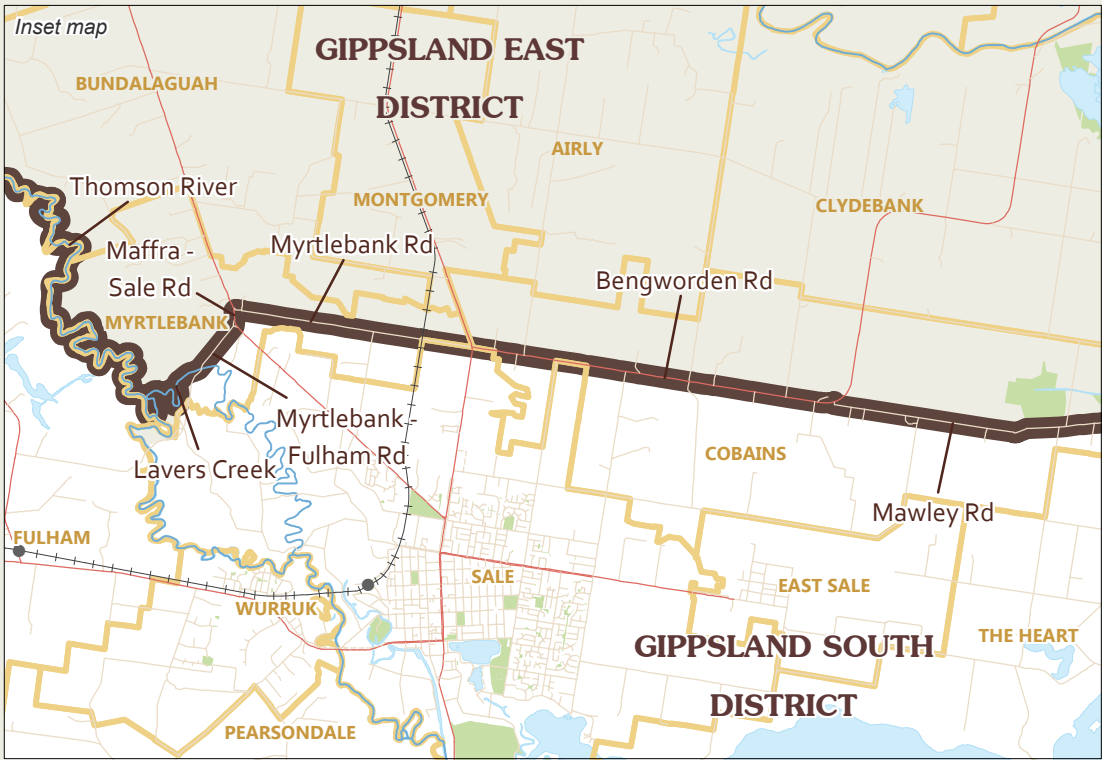 Inset map
GIPPSLAND EAST
DISTRICT
BUNDALAGUAH
AIRLY
Thomson River
MONTGOMERY
CLYDEBANK
Maffra -
Sale Rd
Myrtlebank Rd
Bengworden Rd
MYRTLEBANK
Myrtlebank -
Fulham Rd
Lavers Creek
COBAINS
Mawley Rd
FULHAM
SALE
EAST SALE
WURRUK
THE HEART
GIPPSLAND SOUTH
DISTRICT
PEARSONDALE